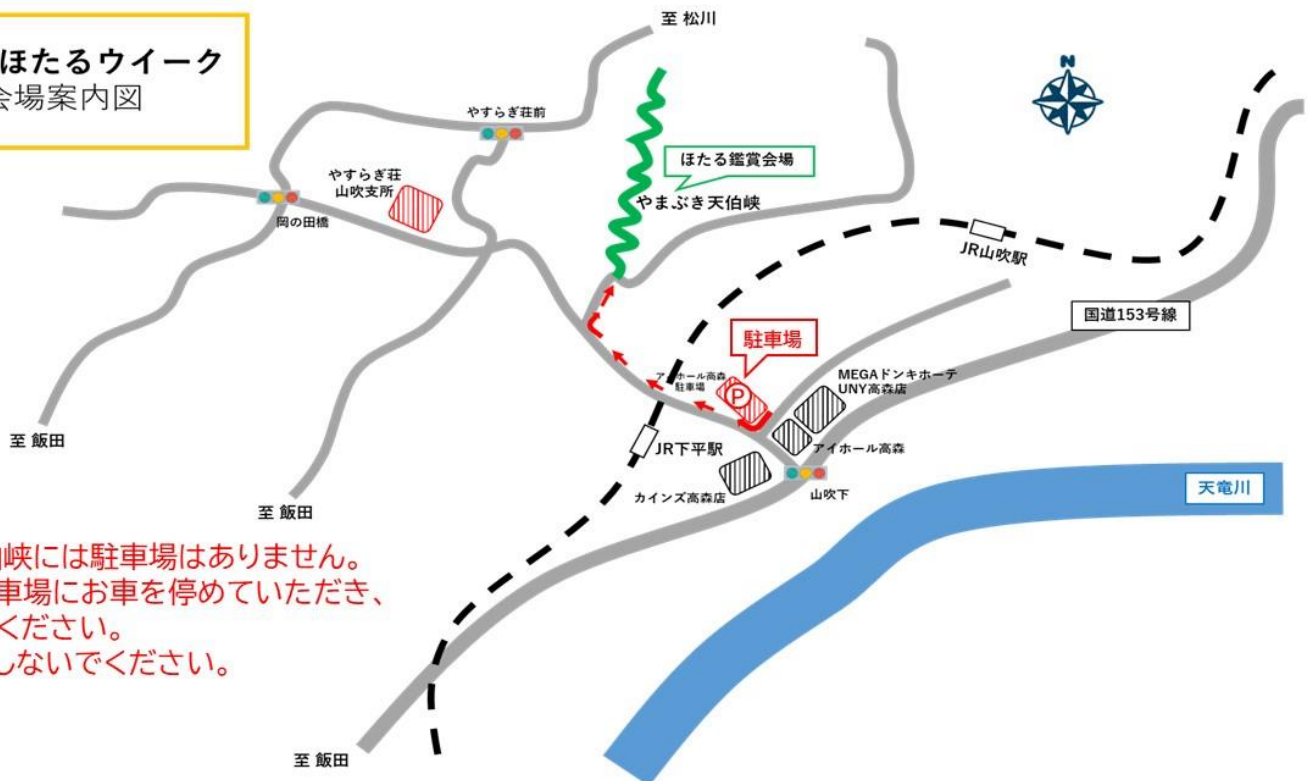 ほたるウイーク
会場案内図
至 松川
N
やすらぎ荘前
やすらぎ荘
山吹支所
岡の田橋
ほたる鑑賞会場
やまぶき天伯峡
JR山吹駅
国道153号線
駐車場
アイホール高森
駐車場
P
MEGAドンキホーテ
UNY高森店
アイホール高森
JR下平駅
カインズ高森店
山吹下
天竜川
至 飯田
至 飯田
至 飯田
峡には駐車場はありません。
車場にお車を停めていただき、
ください。
しないでください。